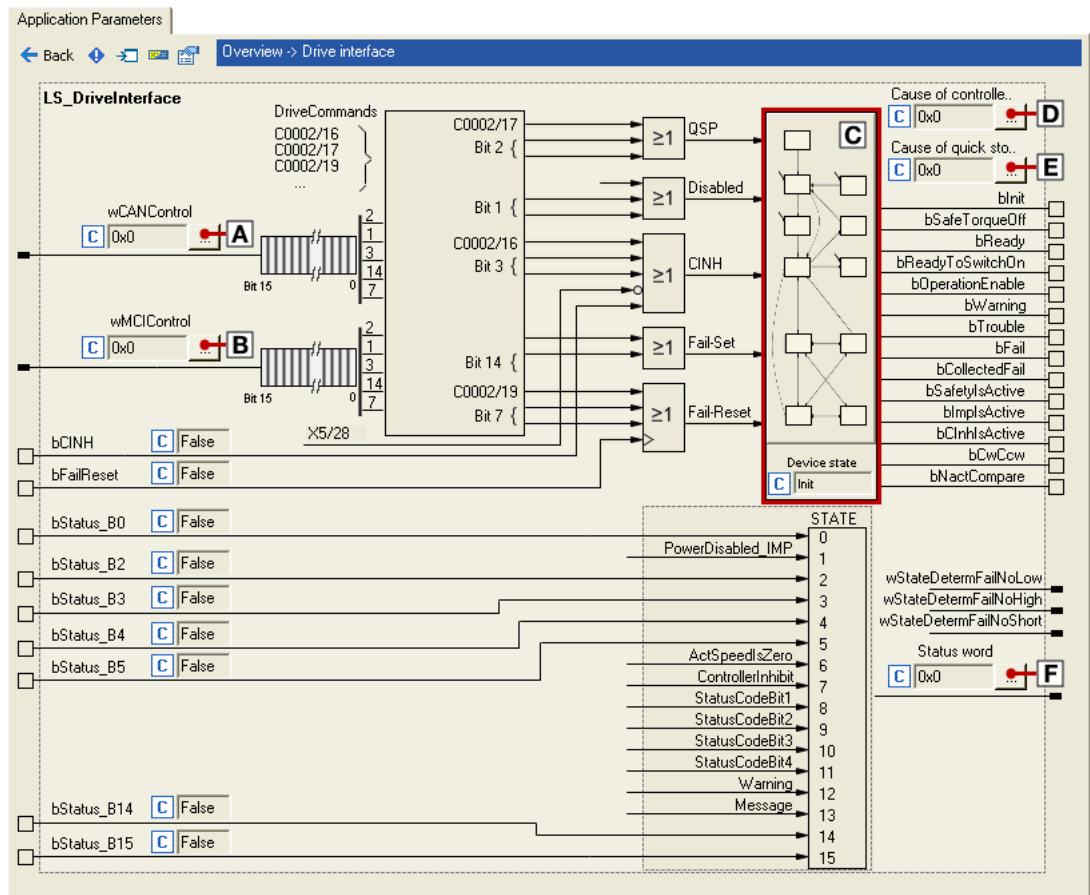 Application Parameters
Back
Overview -> Drive interface
LS_DriveInterface
DriveCommands
C0002/16
C0002/17
C0002/19
...
wCANControl
C 0x0 ... A
Bit 15
0
2
1
3
14
7
wMCIControl
C 0x0 ... B
Bit 15
0
2
1
3
14
7
X5/28
C0002/17
Bit 2 {
Bit 1 {
C0002/16
Bit 3 {
Bit 14 {
C0002/19
Bit 7 {
≥1 QSP
≥1 Disabled
≥1 CINH
≥1 Fail-Set
≥1 Fail-Reset
C
Device state
C Init
Cause of controlle..
C 0x0 ... D
Cause of quick sto..
C 0x0 ... E
bInit
bSafeTorqueOff
bReady
bReadyToSwitchOn
bOperationEnable
bWarning
bTrouble
bFail
bCollectedFail
bSafetyIsActive
bImpIsActive
bCInhIsActive
bCwCcw
bNactCompare
bCINH C False
bFailReset C False
bStatus_B0 C False
bStatus_B2 C False
bStatus_B3 C False
bStatus_B4 C False
bStatus_B5 C False
bStatus_B14 C False
bStatus_B15 C False
STATE
0
PowerDisabled_IMP 1
2
3
4
5
ActSpeedIsZero 6
ControllerInhibit 7
StatusCodeBit1 8
StatusCodeBit2 9
StatusCodeBit3 10
StatusCodeBit4 11
Warning 12
Message 13
14
15
wStateDetermFailNoLow
wStateDetermFailNoHigh
wStateDetermFailNoShort
Status word
C 0x0 ... F